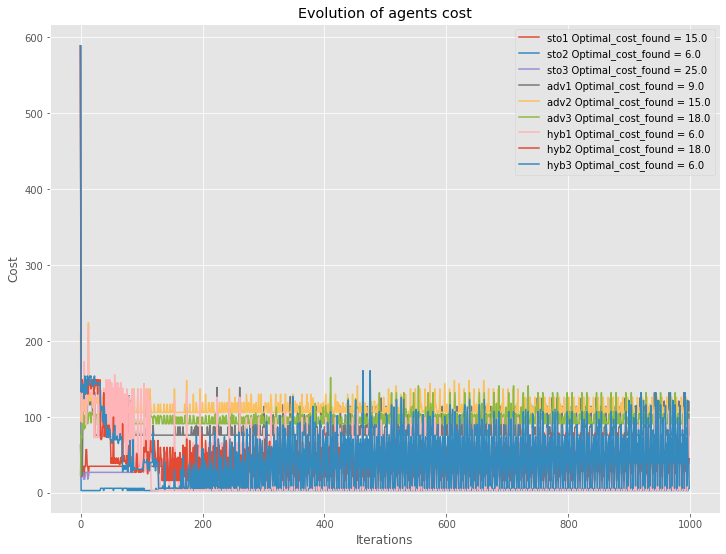 Evolution of agents cost
sto1 Optimal_cost_found = 15.0
sto2 Optimal_cost_found = 6.0
sto3 Optimal_cost_found = 25.0
adv1 Optimal_cost_found = 9.0
adv2 Optimal_cost_found = 15.0
adv3 Optimal_cost_found = 18.0
hyb1 Optimal_cost_found = 6.0
hyb2 Optimal_cost_found = 18.0
hyb3 Optimal_cost_found = 6.0
600
500
400
300
200
100
0
Cost
0 200 400 600 800 1000
Iterations